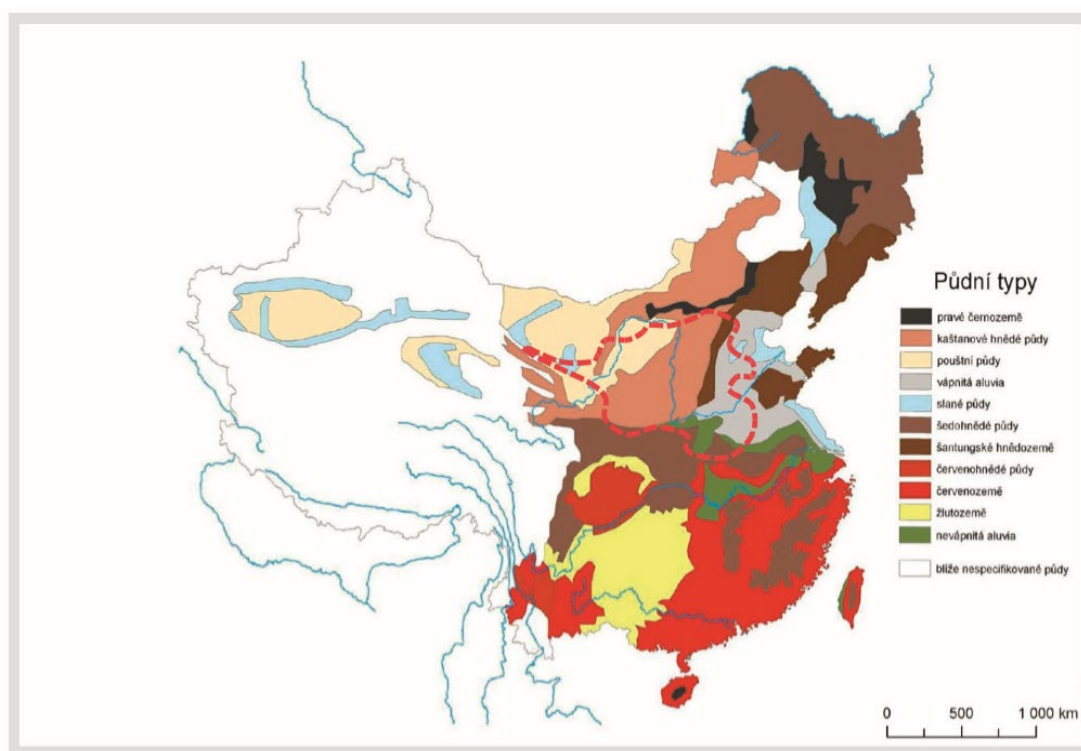 Půdní typy
pravé černozemě
kaštanové hnědé půdy
pouštní půdy
vápnitá aluvia
slané půdy
šedohnědé půdy
šantungské hnědozemě
červenohnědé půdy
červenozemě
žlutozemě
nevápnitá aluvia
blíže nespecifikované půdy
0 500 1 000 km